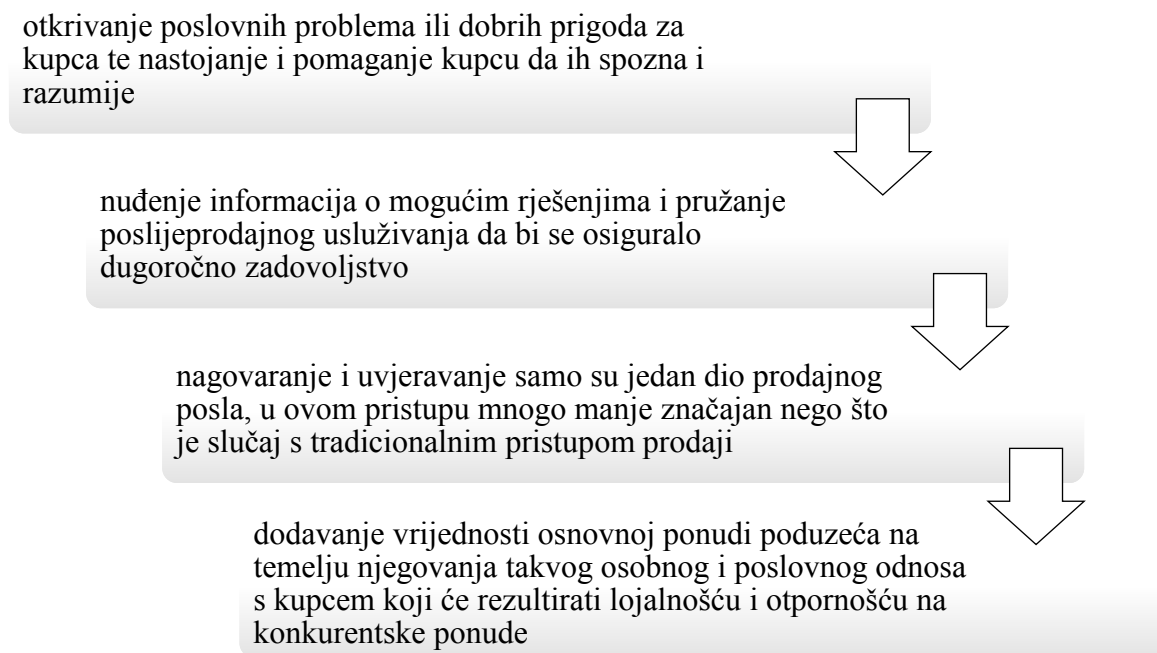 otkrivanje poslovnih problema ili dobrih prigoda za
kupca te nastojanje i pomaganje kupcu da ih spozna i
razumije
nuđenje informacija o mogućim rješenjima i pružanje
poslijeprodajnog usluživanja da bi se osiguralo
dugoročno zadovoljstvo
nagovaranje i uvjeravanje samo su jedan dio prodajnog
posla, u ovom pristupu mnogo manje značajan nego što
je slučaj s tradicionalnim pristupom prodaji
dodavanje vrijednosti osnovnoj ponudi poduzeća na
temelju njegovanja takvog osobnog i poslovnog odnosa
s kupcem koji će rezultirati lojalnošću i otpornošću na
konkurentske ponude